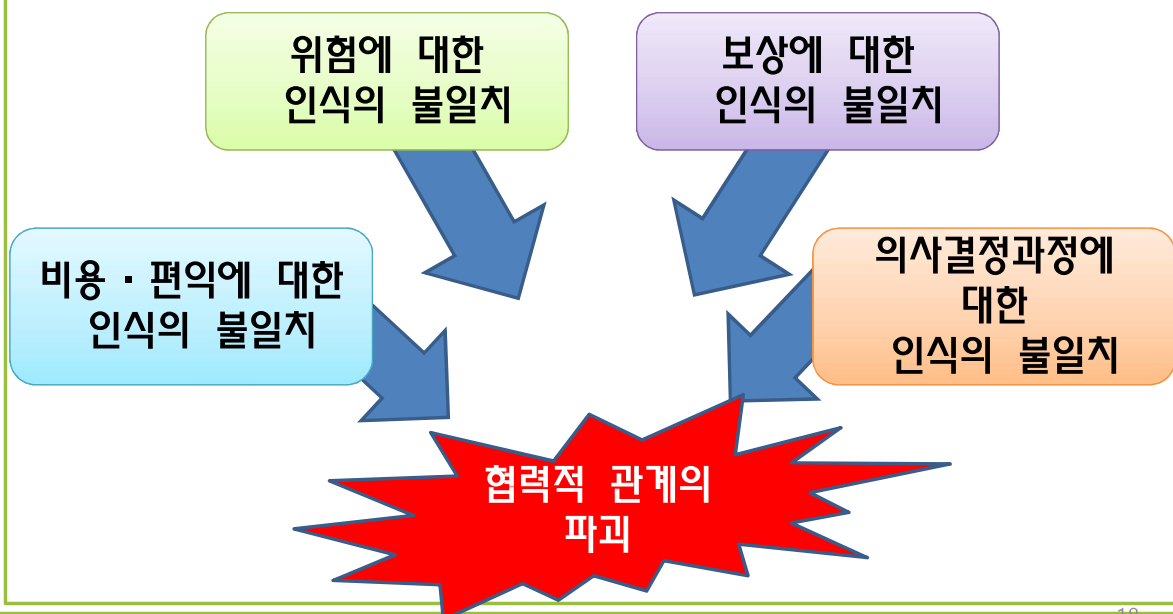 위험에 대한
인식의 불일치
보상에 대한
인식의 불일치
비용 · 편익에 대한
인식의 불일치
의사결정과정에
대한
인식의 불일치
협력적 관계의
파괴